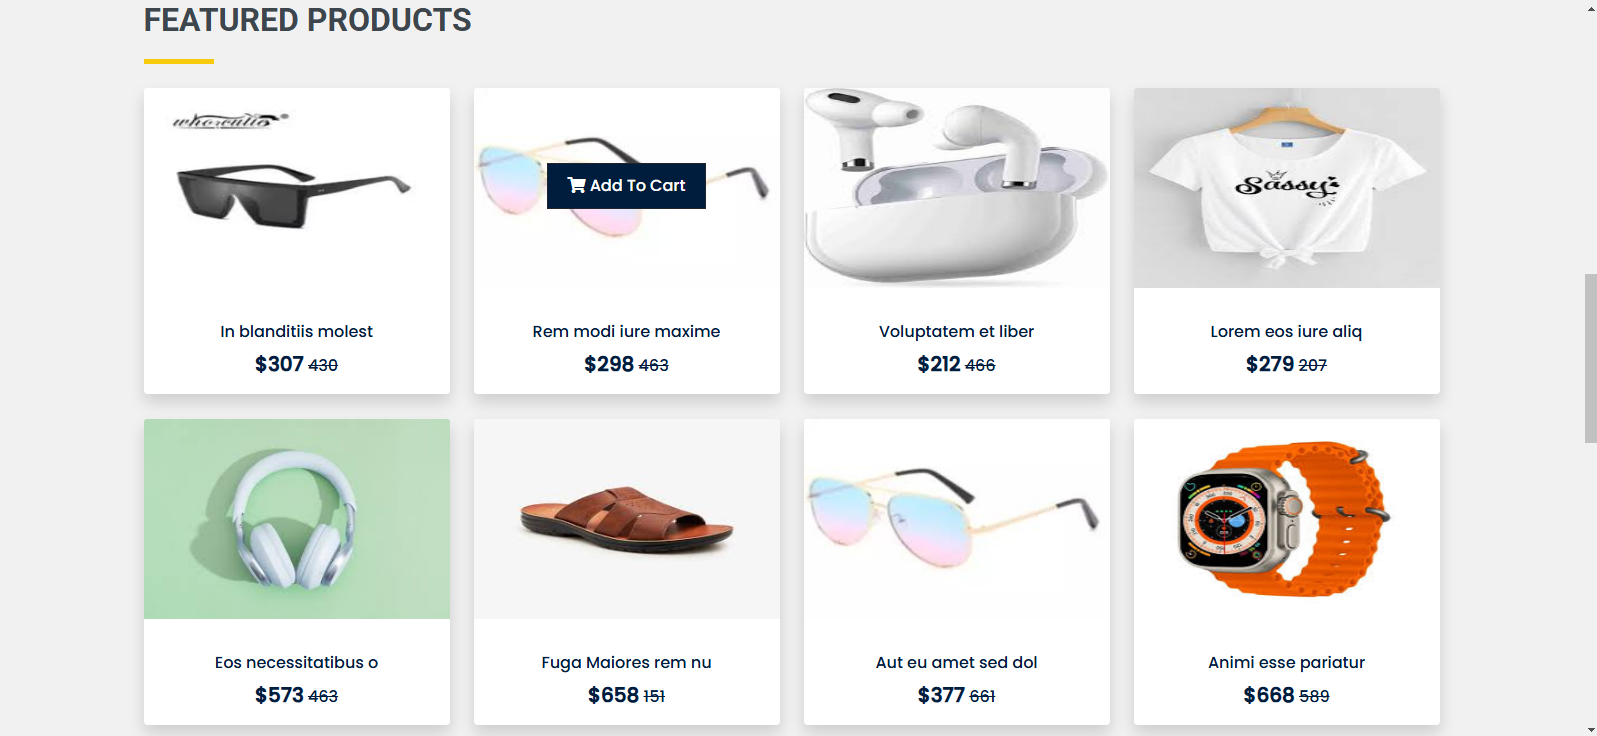 FEATURED PRODUCTS
whoroutio
Add To Cart
Sassy
In blanditiis molest
Rem modi iure maxime
Voluptatem et liber
Lorem eos iure aliq
$307 430
$298 463
$212 466
$279 207
Eos necessitatibus o
Fuga Maiores rem nu
Aut eu amet sed dol
Animi esse pariatur
$573 463
$658 151
$377 661
$668 589